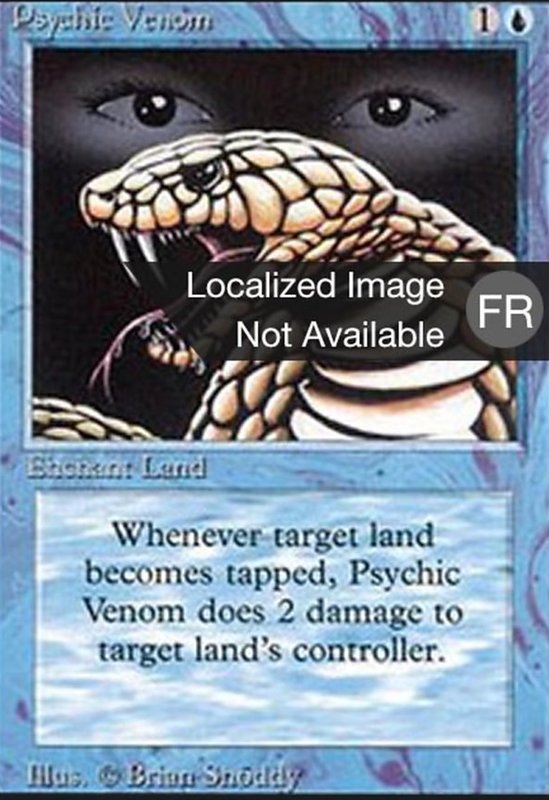 Psychic Venom 1
Localized Image
Not Available
FR
Enchant Land
Whenever target land
becomes tapped, Psychic
Venom does 2 damage to
target land's controller.
Illus. © Brian Snoddy